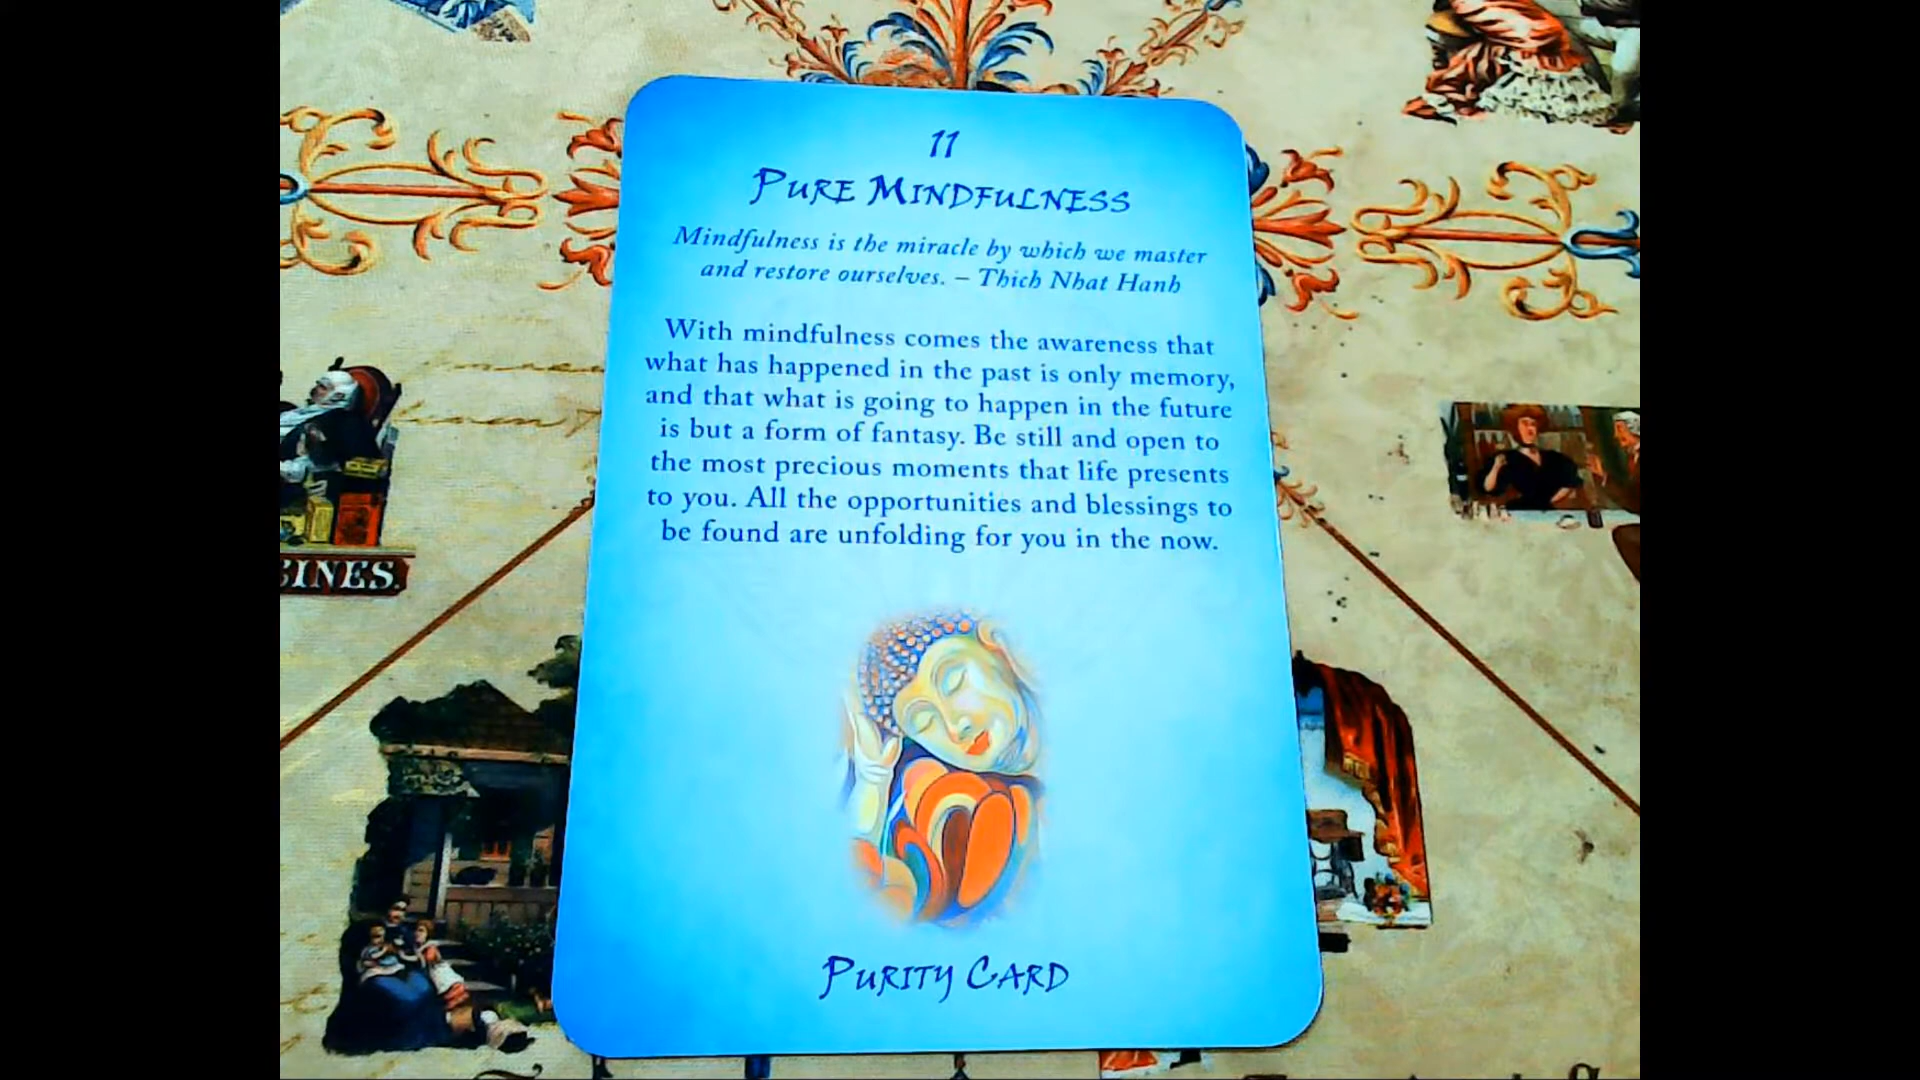 11
PURE MINDFULNESS
Mindfulness is the miracle by which we master
and restore ourselves. – Thich Nhat Hanh
With mindfulness comes the awareness that
what has happened in the past is only memory,
and that what is going to happen in the future
is but a form of fantasy. Be still and open to
the most precious moments that life presents
to you. All the opportunities and blessings to
be found are unfolding for you in the now.
PURITY CARD
CINES.